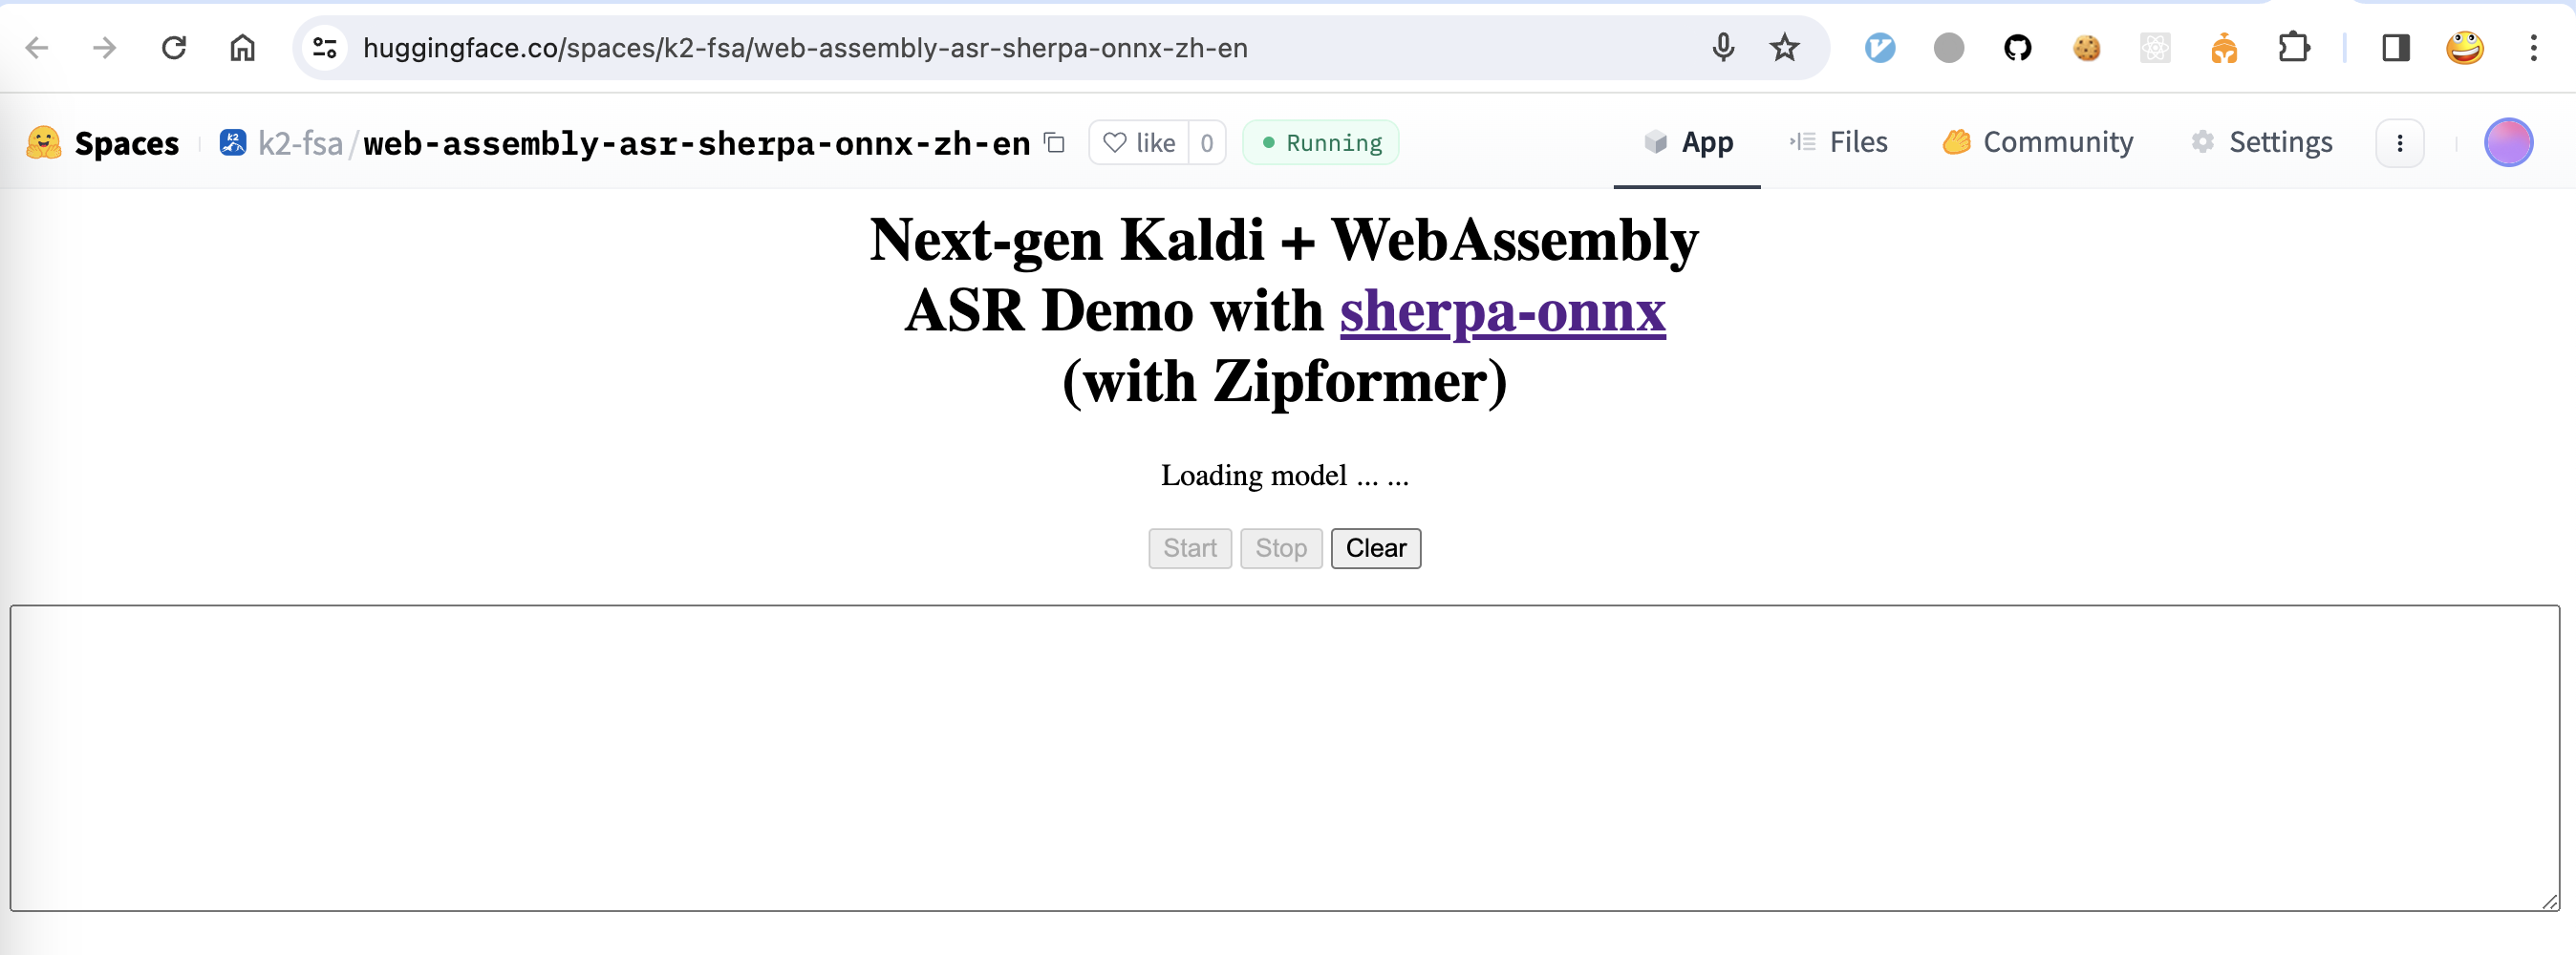 huggingface.co/spaces/k2-fsa/web-assembly-asr-sherpa-onnx-zh-en
Spaces k2-fsa/web-assembly-asr-sherpa-onnx-zh-en like 0 Running App Files Community Settings
Next-gen Kaldi + WebAssembly
ASR Demo with sherpa-onnx
(with Zipformer)
Loading model ... ...
Start Stop Clear